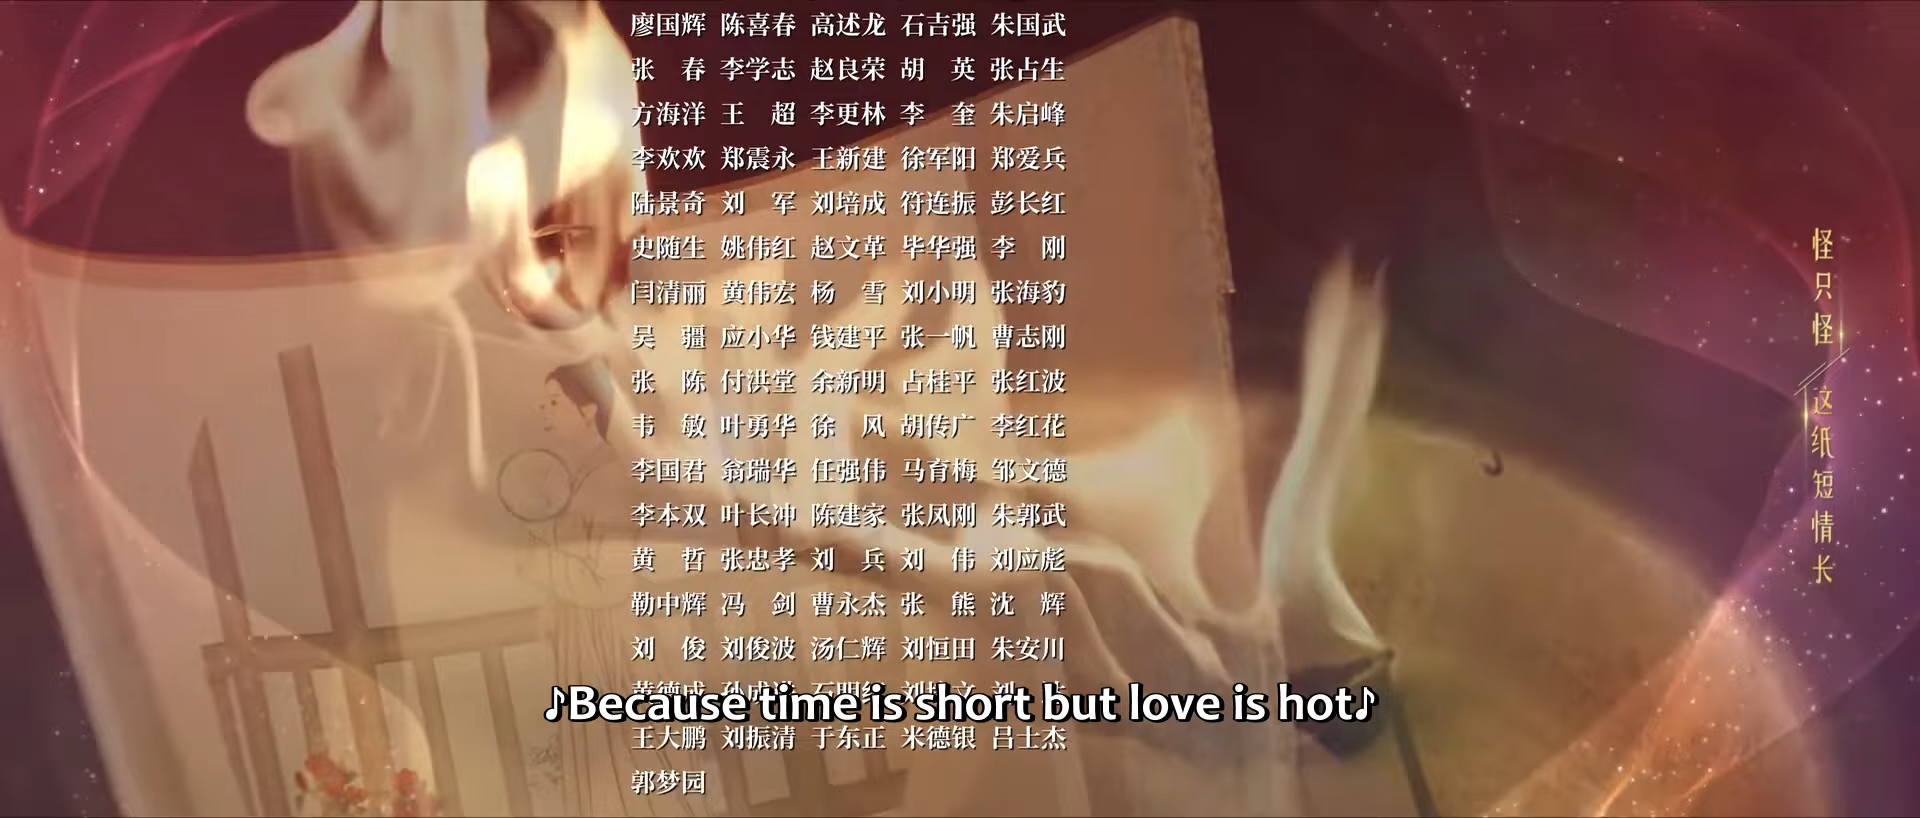 廖国辉 陈喜春 高述龙 石吉强 朱国武
张 春 李学志 赵良荣 胡 英 张占生
方海洋 王 超 李更林 李 奎 朱启峰
李欢欢 郑震永 王新建 徐军阳 郑爱兵
陆景奇 刘 军 刘培成 符连振 彭长红
史随生 姚伟红 赵文革 毕华强 李 刚
闫清丽 黄伟宏 杨 雪 刘小明 张海豹
吴 疆 应小华 钱建平 张一帆 曹志刚
张 陈 付洪堂 余新明 占桂平 张红波
韦 敏 叶勇华 徐 风 胡传广 李红花
李国君 翁瑞华 任强伟 马育梅 邹文德
李本双 叶长冲 陈建家 张凤刚 朱郭武
黄 哲 张忠孝 刘 兵 刘 伟 刘应彪
勒中辉 冯 剑 曹永杰 张 熊 沈 辉
刘 俊 刘俊波 汤仁辉 刘恒田 朱安川
♪Because time is short but love is hot♪
王大鹏 刘振清 于东正 米德银 吕士杰
郭梦园
怪只怪
这纸短情长